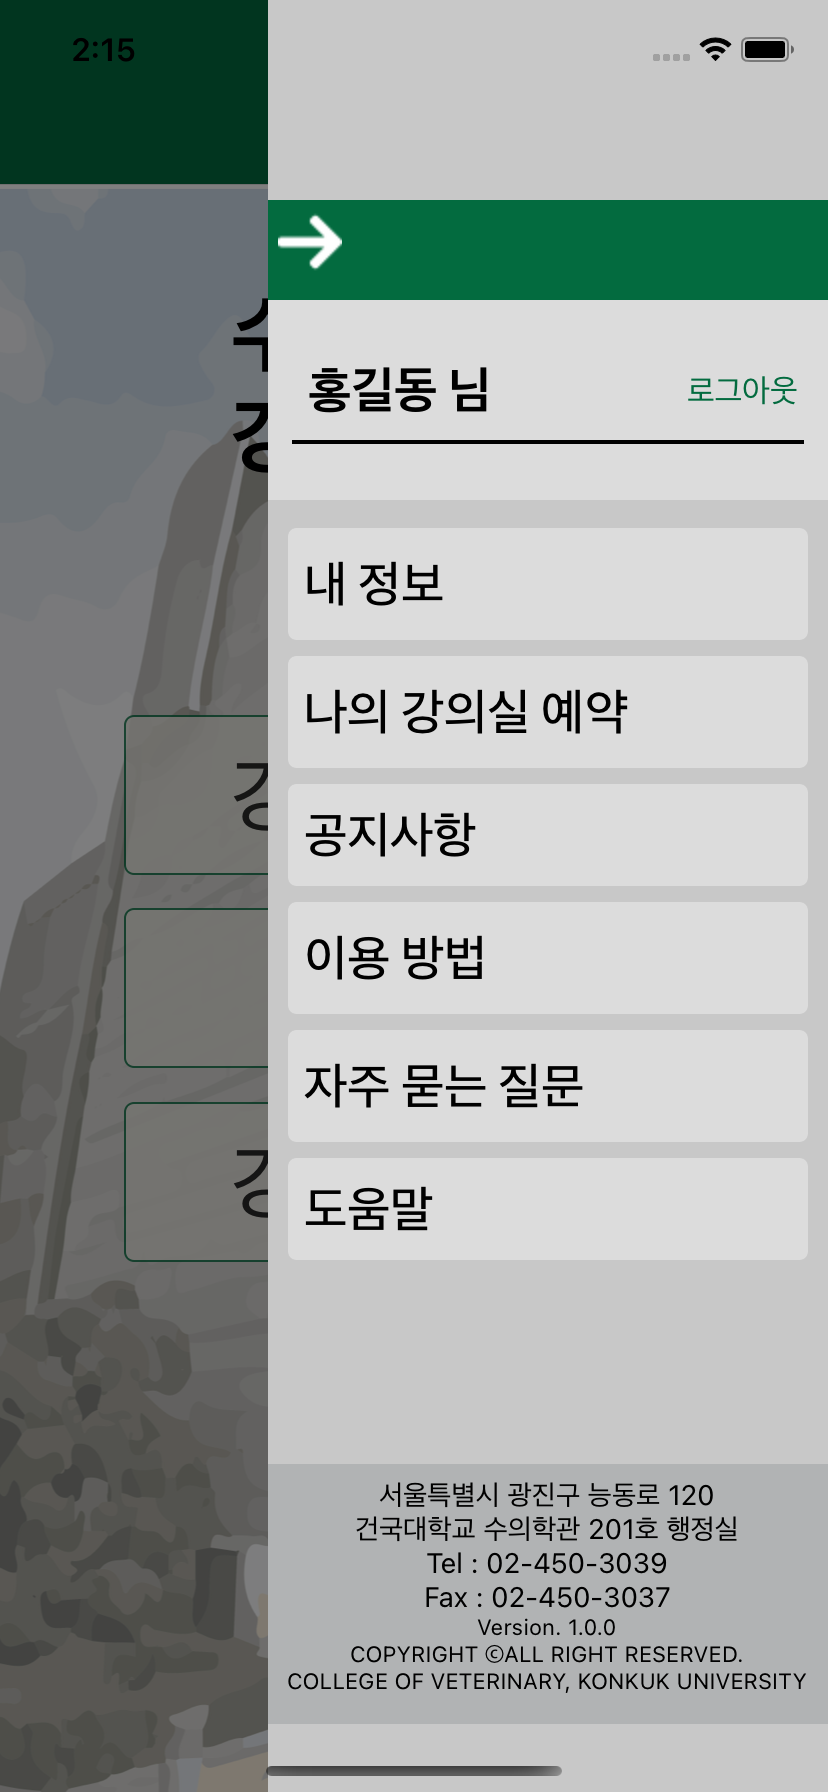 2:15
홍길동 님
로그아웃
내 정보
나의 강의실 예약
공지사항
이용 방법
자주 묻는 질문
도움말
서울특별시 광진구 능동로 120
건국대학교 수의학관 201호 행정실
Tel : 02-450-3039
Fax : 02-450-3037
Version. 1.0.0
COPYRIGHT ⓒALL RIGHT RESERVED.
COLLEGE OF VETERINARY, KONKUK UNIVERSITY